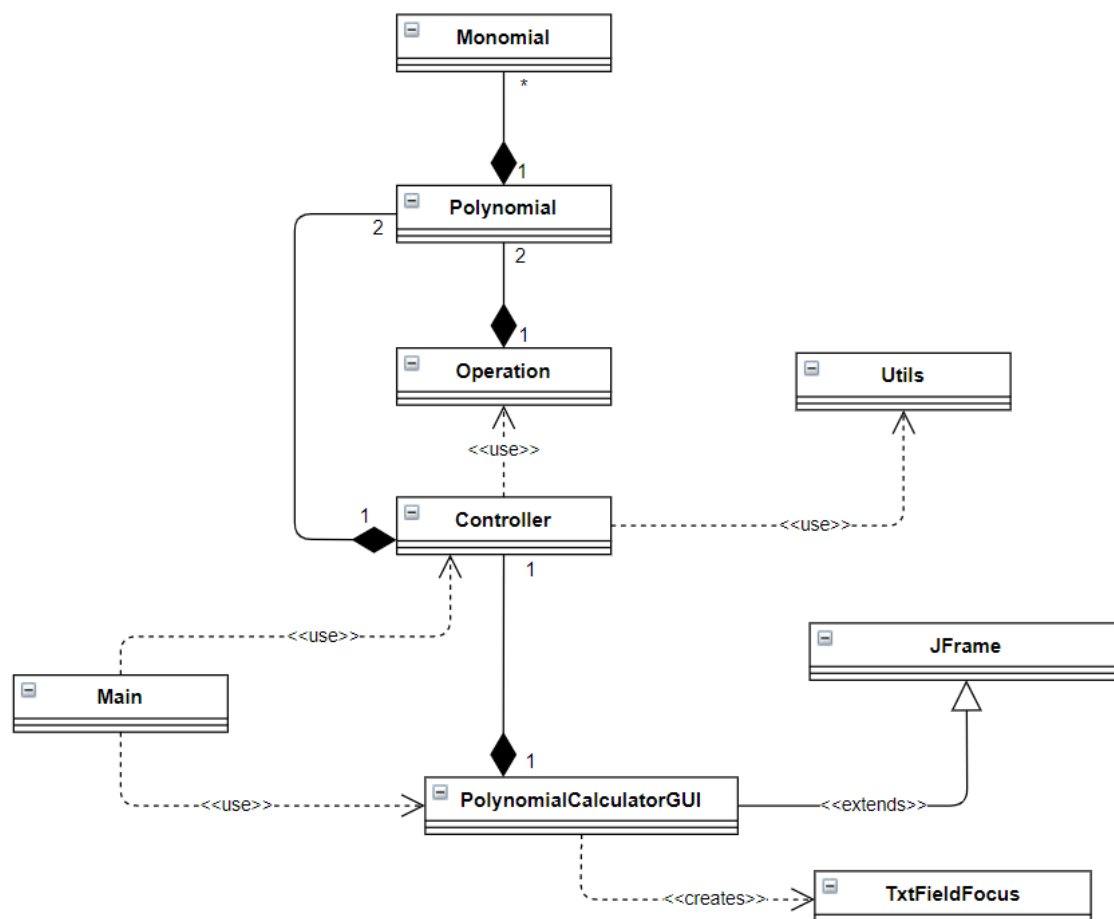 Monomial
*
1
Polynomial
2
2
1
Operation
Utils
<<use>>
1
Controller
<<use>>
1
<<use>>
JFrame
Main
1
<<use>>
PolynomialCalculatorGUI
<<extends>>
<<creates>>
TxtFieldFocus